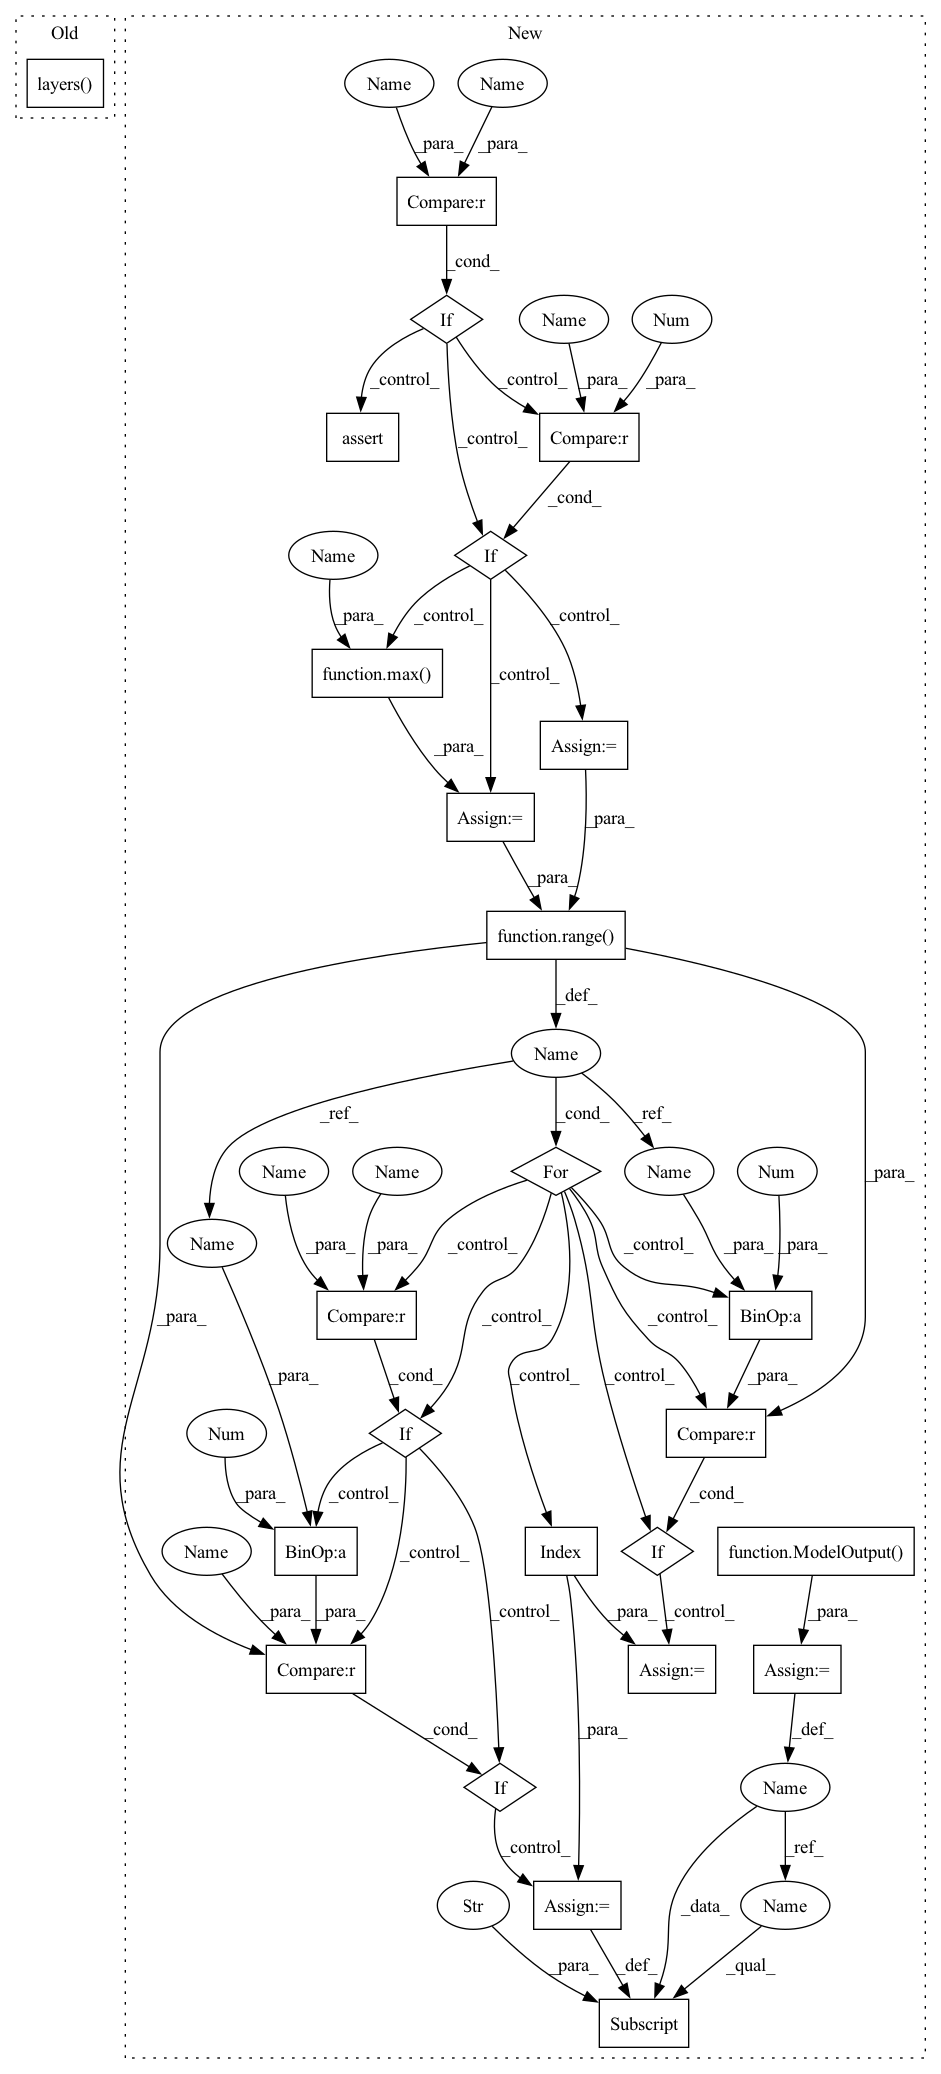 Old
New
layers()
Name
Name
_para_
_para_
Compare:r
_cond_
If
Name
Num
_control_
_control_
_para_
_para_
assert
_control_
Compare:r
_cond_
Name
If
_para_
_control_
_control_
function.max()
_control_
Assign:=
_para_
Assign:=
_para_
_para_
function.range()
_def_
Name
_ref_
_cond_
_ref_
_para_
Name
Name
For
Name
Num
Name
_para_
_para_
_control_
_control_
_para_
_para_
_para_
Compare:r
_control_
_control_
BinOp:a
_para_
_cond_
_control_
_control_
_para_
Num
If
Compare:r
_para_
_control_
_cond_
Name
BinOp:a
_control_
Index
If
function.ModelOutput()
_para_
_para_
_control_
_para_
_control_
_para_
Compare:r
Assign:=
Assign:=
_cond_
_para_
_def_
If
Name
_control_
_ref_
Str
Assign:=
_data_
Name
_para_
_def_
_qual_
Subscript